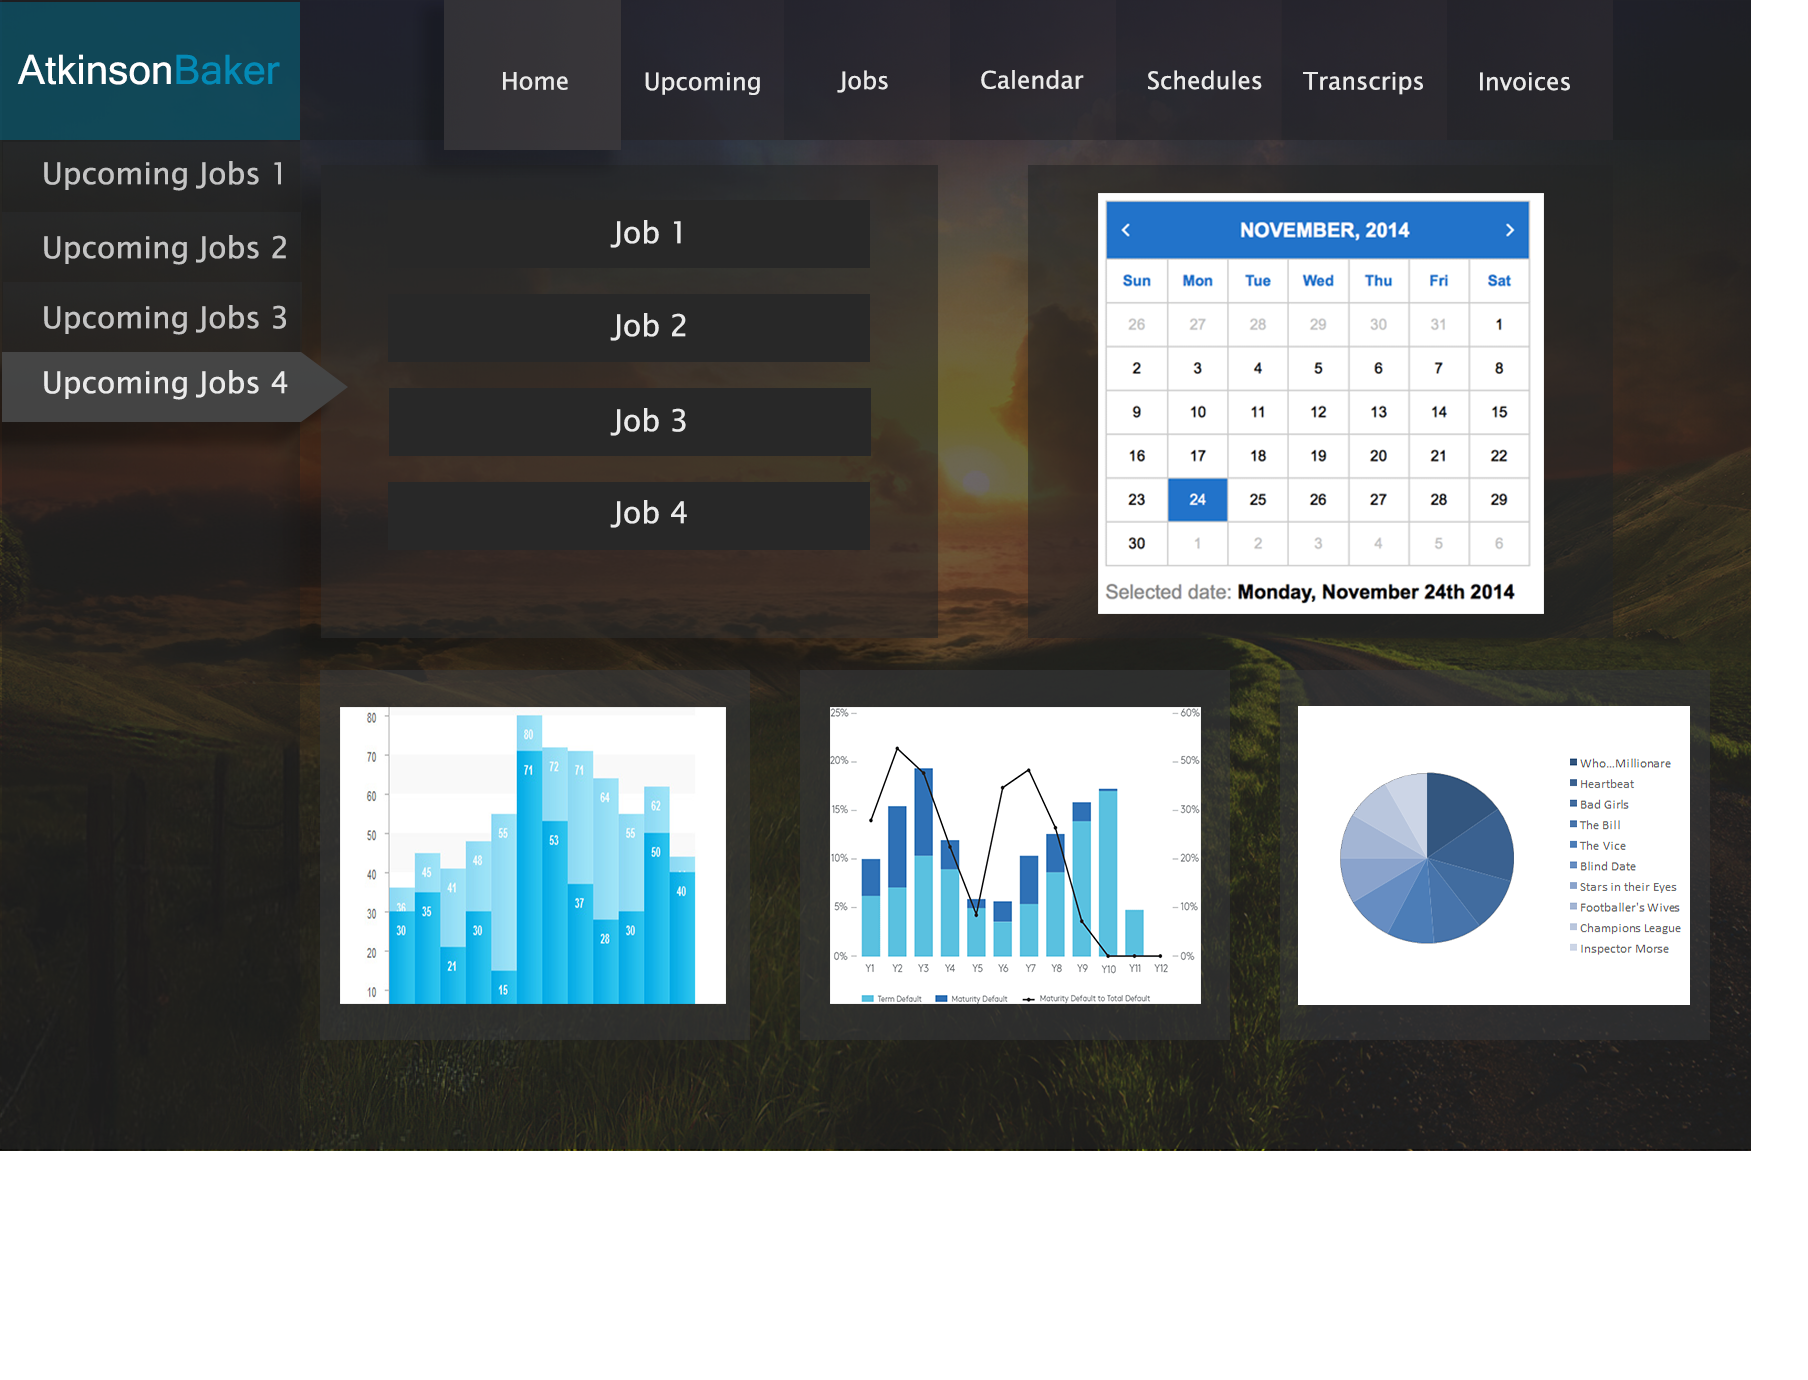 AtkinsonBaker
Home Upcoming Jobs Calendar Schedules Transcrips Invoices
Upcoming Jobs 1
Upcoming Jobs 2
Upcoming Jobs 3
Upcoming Jobs 4
Job 1
Job 2
Job 3
Job 4
NOVEMBER, 2014
Sun Mon Tue Wed Thu Fri Sat
26 27 28 29 30 31 1
2 3 4 5 6 7 8
9 10 11 12 13 14 15
16 17 18 19 20 21 22
23 24 25 26 27 28 29
30 1 2 3 4 5 6
Selected date: Monday, November 24th 2014
80
70
60
50
40
30
20
10
36 45 41 48 55 80 72 71 64 55 62
30 35 21 30 15 71 53 37 28 30 50 40
25% 60%
20% 50%
15% 30%
10% 20%
5% 10%
0% 0%
Y1 Y2 Y3 Y4 Y5 Y6 Y7 Y8 Y9 Y10 Y11 Y12
Term Default Maturity Default Maturity Default to Total Default
Who...Millionare
Heartbeat
Bad Girls
The Bill
The Vice
Blind Date
Stars in their Eyes
Footballer's Wives
Champions League
Inspector Morse